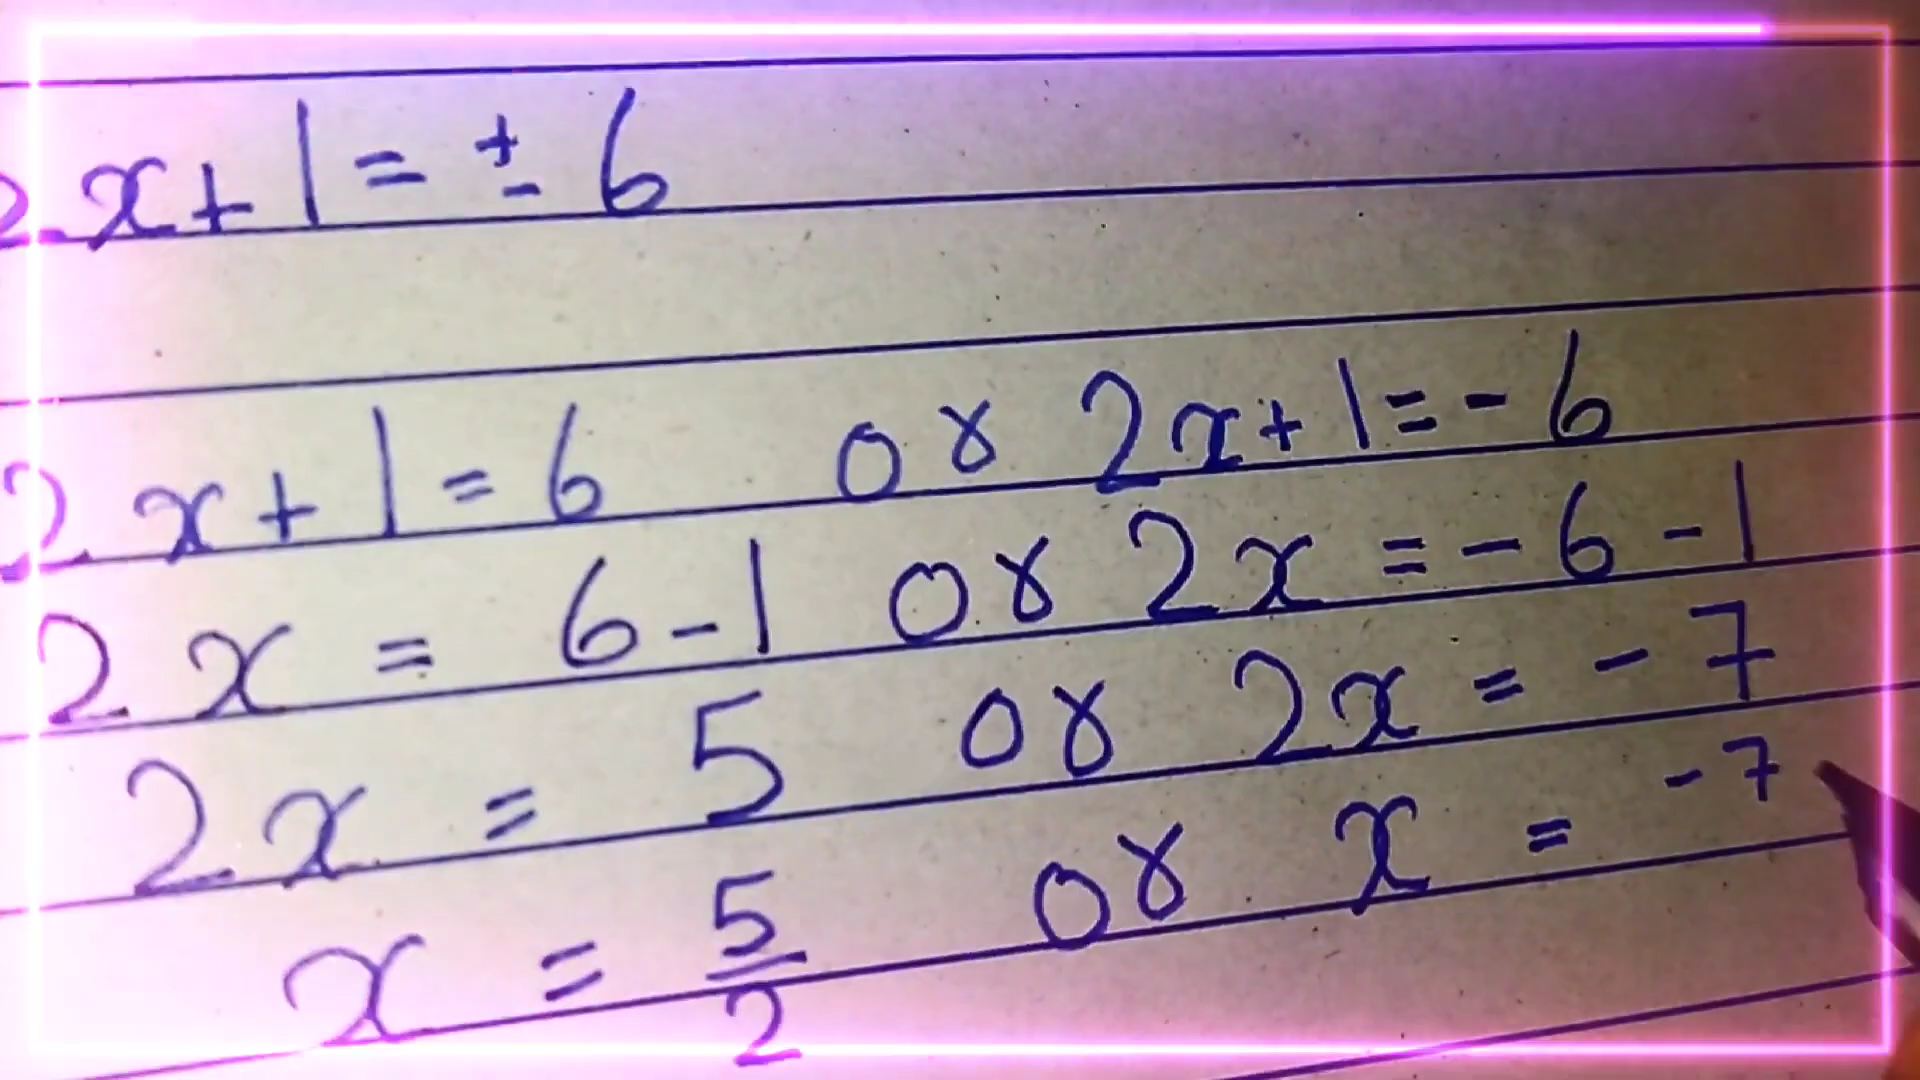 2x+1=±6
2x+1=6 or 2x+1=-6
2x = 6-1 or 2x = -6-1
2x = 5 or 2x = -7
x = 5/2 or x = -7